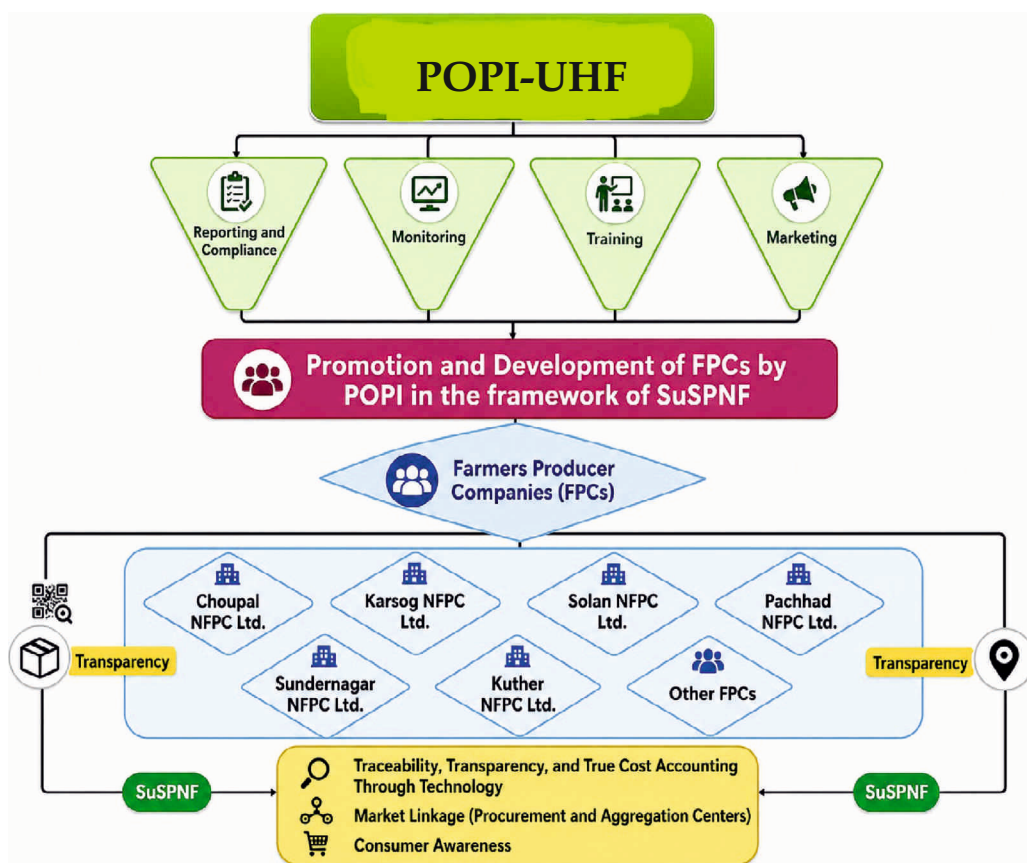 POPI-UHF
Reporting and
Compliance
Monitoring
Training
Marketing
Promotion and Development of FPCs by
POPI in the framework of SuSPNF
Farmers Producer
Companies (FPCs)
Choupal
NFPC Ltd.
Karsog NFPC
Ltd.
Solan NFPC
Ltd.
Pachhad
NFPC Ltd.
Transparency
Transparency
Sundernagar
NFPC Ltd.
Kuther
NFPC Ltd.
Other FPCs
SuSPNF
Traceability, Transparency, and True Cost Accounting
Through Technology
Market Linkage (Procurement and Aggregation Centers)
Consumer Awareness
SuSPNF